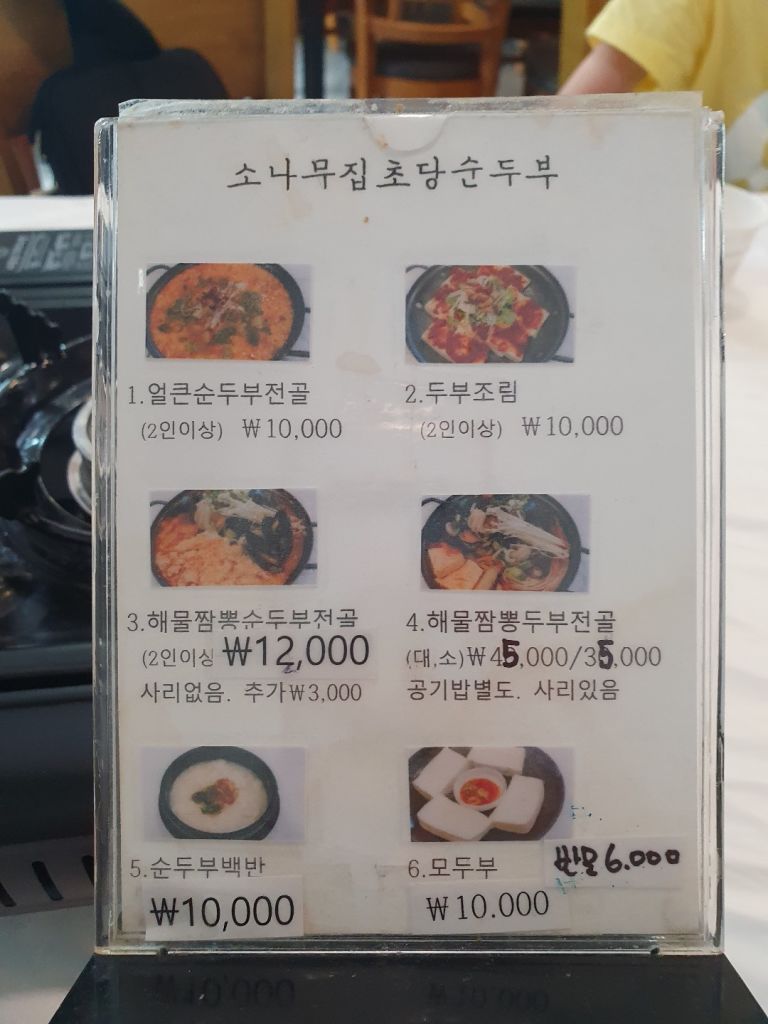 소나무집초당순두부
1.얼큰순두부전골
(2인이상) ₩10,000
2.두부조림
(2인이상) ₩10,000
3.해물짬뽕순두부전골
(2인이상 ₩12,000
사리없음. 추가₩3,000
4.해물짬뽕두부전골
(대,소)₩45,000/35,000
공기밥별도. 사리있음
5.순두부백반
₩10,000
6.모두부
반모 6.000
₩10.000